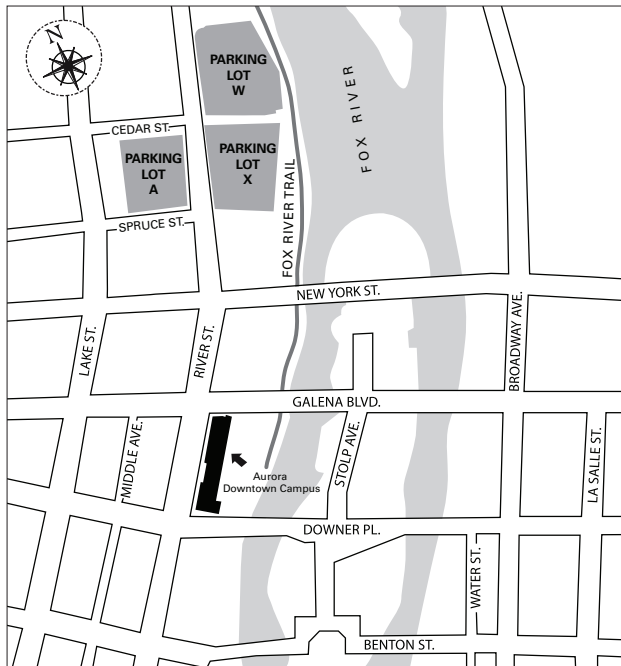 N
PARKING
LOT
W
FOX RIVER
CEDAR ST.
PARKING
LOT
A
PARKING
LOT
X
SPRUCE ST.
FOX RIVER TRAIL
NEW YORK ST.
LAKE ST.
RIVER ST.
BROADWAY AVE.
GALENA BLVD.
MIDDLE AVE.
STOLP AVE.
LA SALLE ST.
Aurora
Downtown Campus
DOWNER PL.
WATER ST.
BENTON ST.